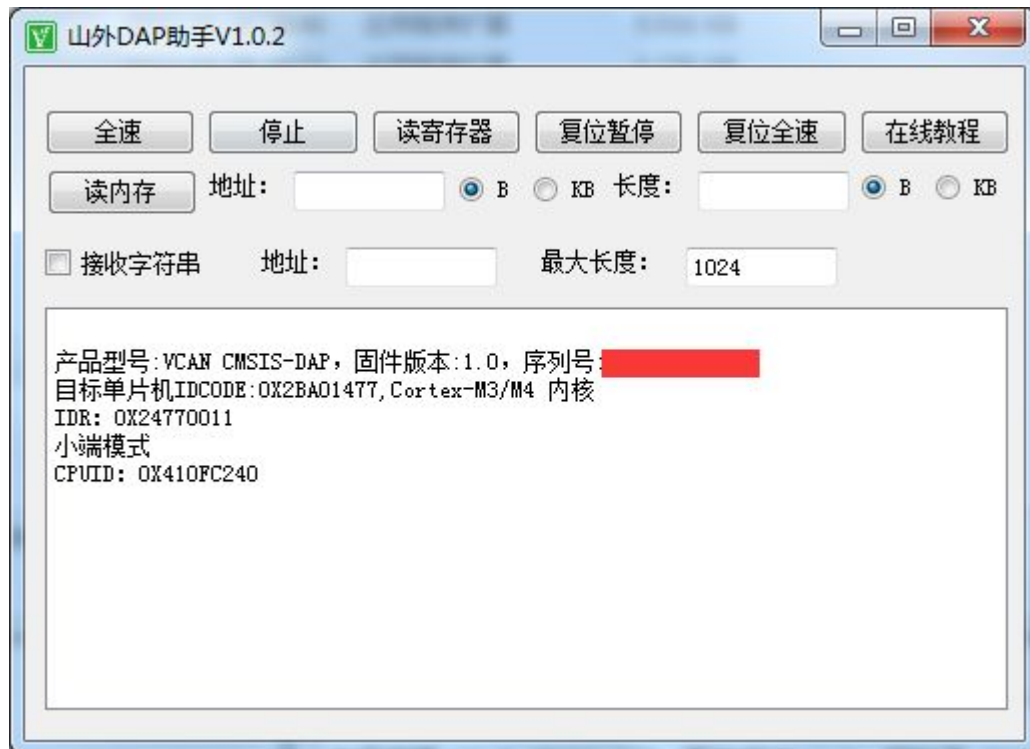 山外DAP助手V1.0.2
全速 停止 读寄存器 复位暂停 复位全速 在线教程
读内存 地址: B KB 长度: B KB
接收字符串 地址: 最大长度: 1024
产品型号:VCAN CMSIS-DAP，固件版本:1.0，序列号:
目标单片机IDCODE:0X2BA01477,Cortex-M3/M4 内核
IDR: 0X24770011
小端模式
CPUID: 0X410FC240